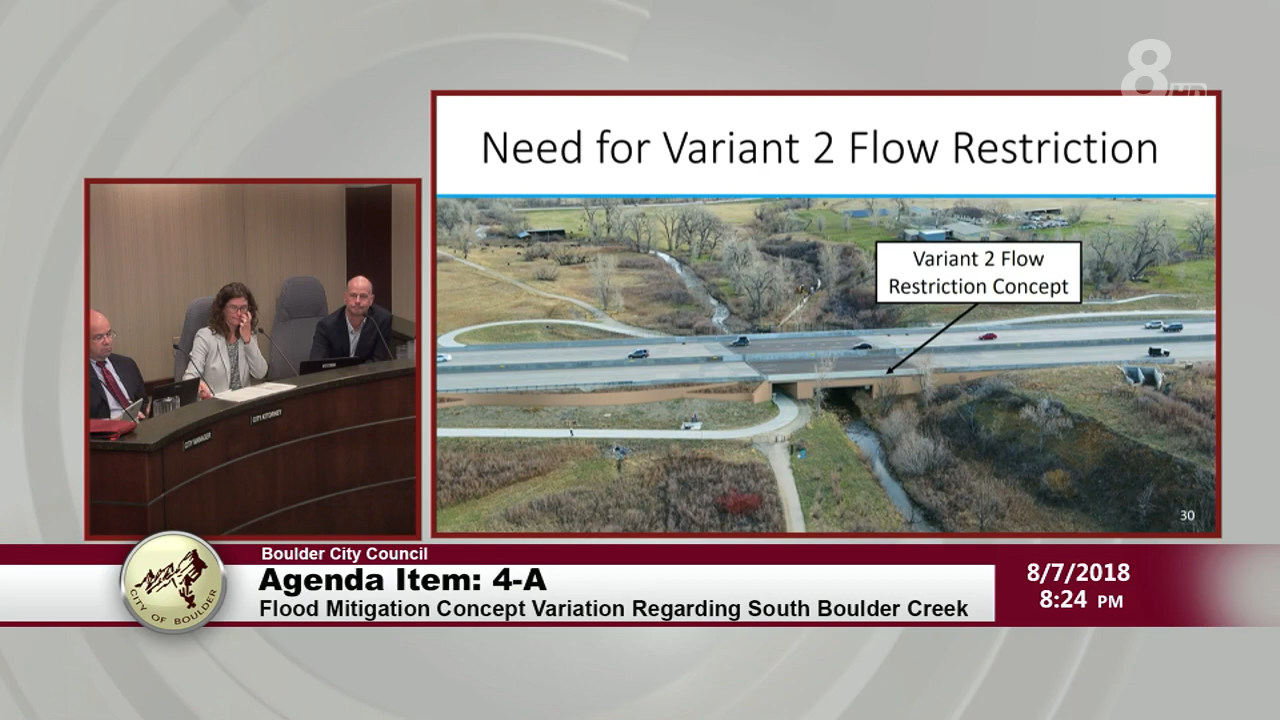 8
HD
Need for Variant 2 Flow Restriction
Variant 2 Flow
Restriction Concept
30
CITY MANAGER
CITY ATTORNEY
Boulder City Council
Agenda Item: 4-A
Flood Mitigation Concept Variation Regarding South Boulder Creek
CITY OF BOULDER
8/7/2018
8:24 PM